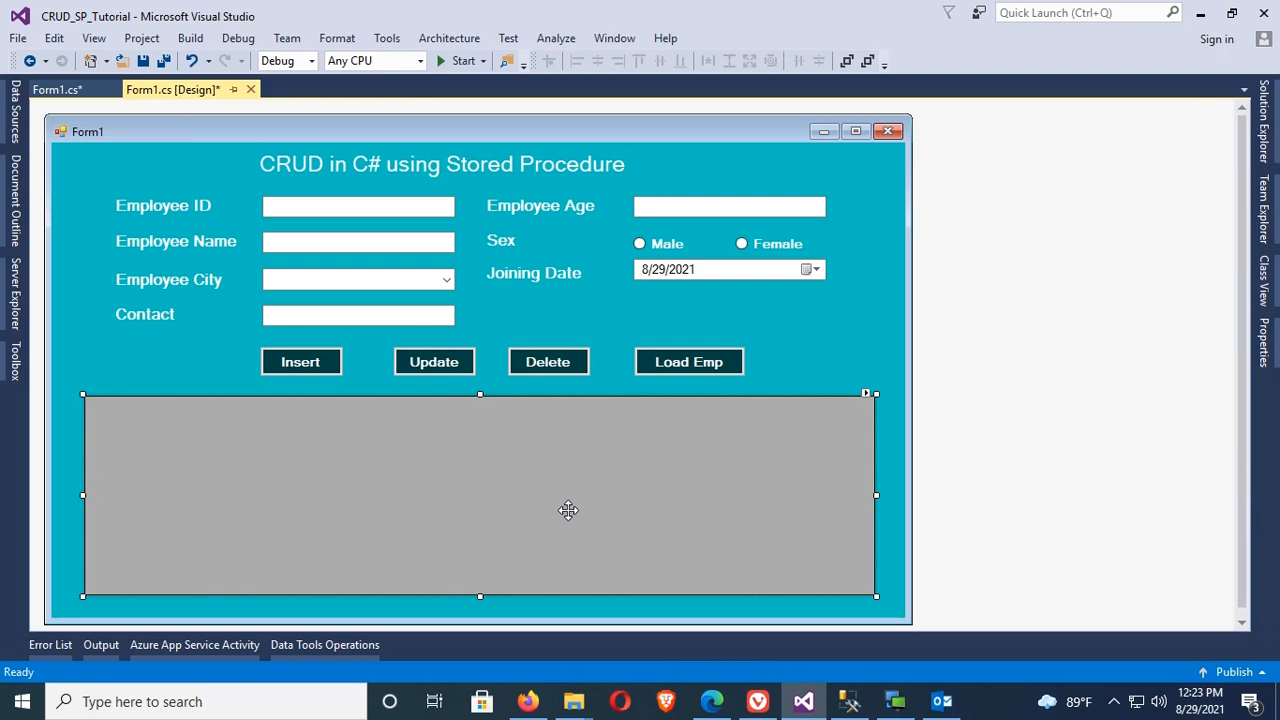 CRUD_SP_Tutorial - Microsoft Visual Studio
Quick Launch (Ctrl+Q)
File Edit View Project Build Debug Team Format Tools Architecture Test Analyze Window Help
Sign in
Debug Any CPU Start
Form1.cs* Form1.cs [Design]*
Data Sources
Document Outline
Server Explorer
Toolbox
Form1
CRUD in C# using Stored Procedure
Employee ID
Employee Age
Employee Name
Sex
Male
Female
Employee City
Joining Date
8/29/2021
Contact
Insert Update Delete Load Emp
Solution Explorer
Team Explorer
Class View
Properties
Error List Output Azure App Service Activity Data Tools Operations
Ready
Publish
Type here to search
89°F
12:23 PM
8/29/2021
3